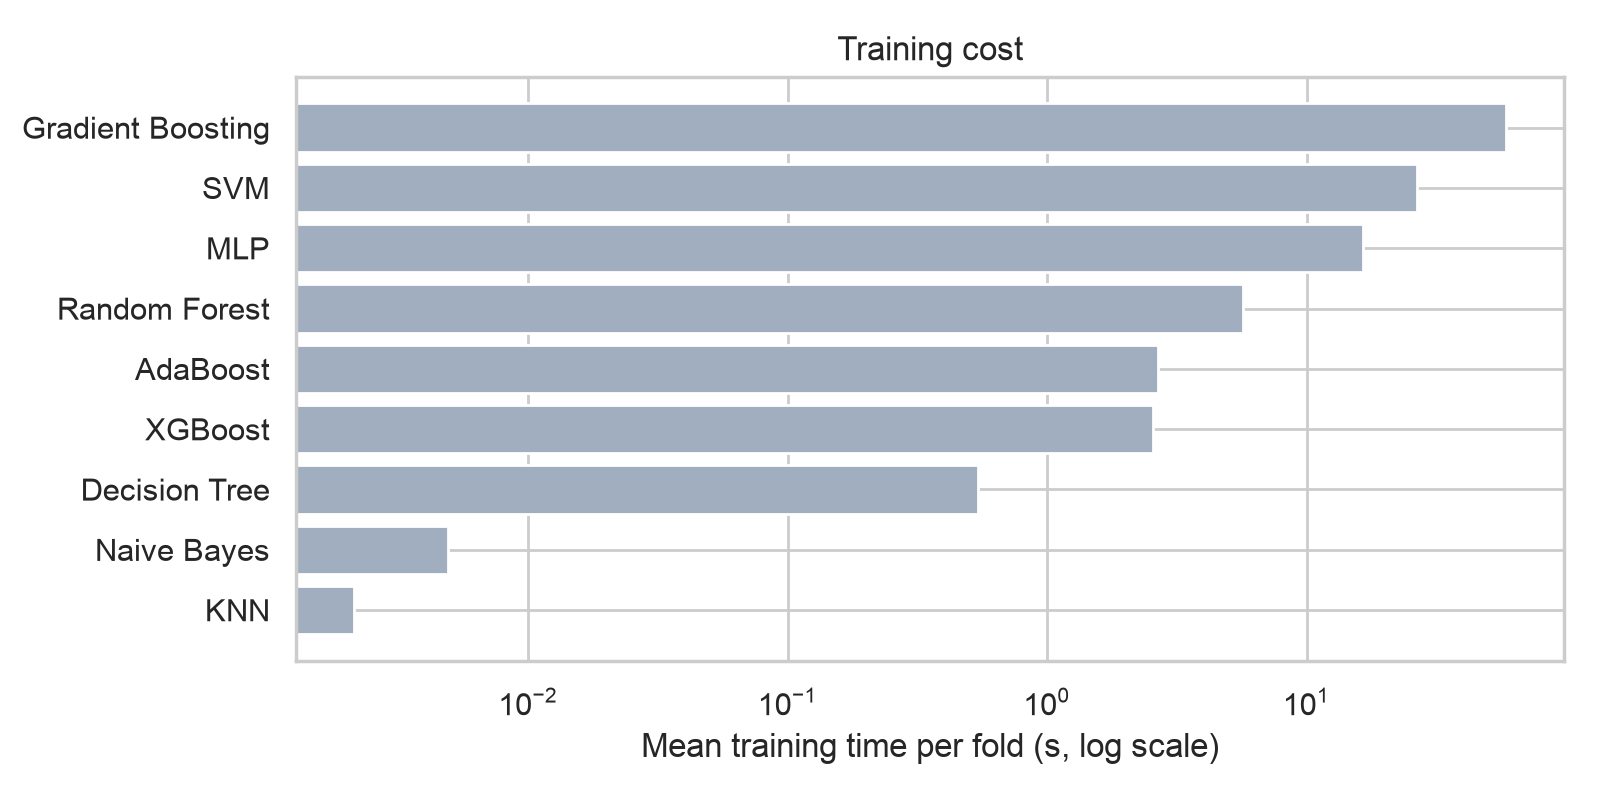 Training cost
Gradient Boosting
SVM
MLP
Random Forest
AdaBoost
XGBoost
Decision Tree
Naive Bayes
KNN
10⁻² 10⁻¹ 10⁰ 10¹
Mean training time per fold (s, log scale)